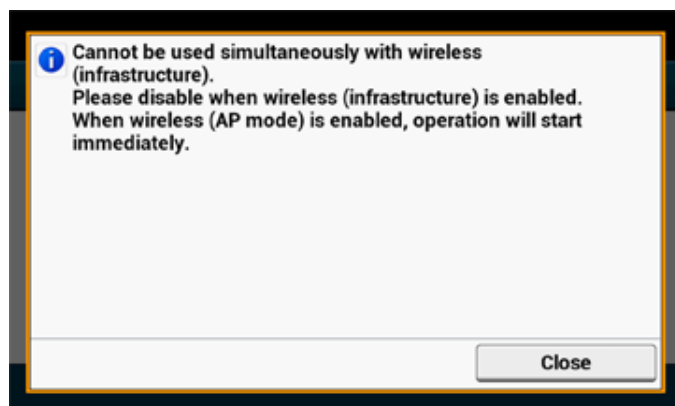 Cannot be used simultaneously with wireless
(infrastructure).
Please disable when wireless (infrastructure) is enabled.
When wireless (AP mode) is enabled, operation will start
immediately.
Close